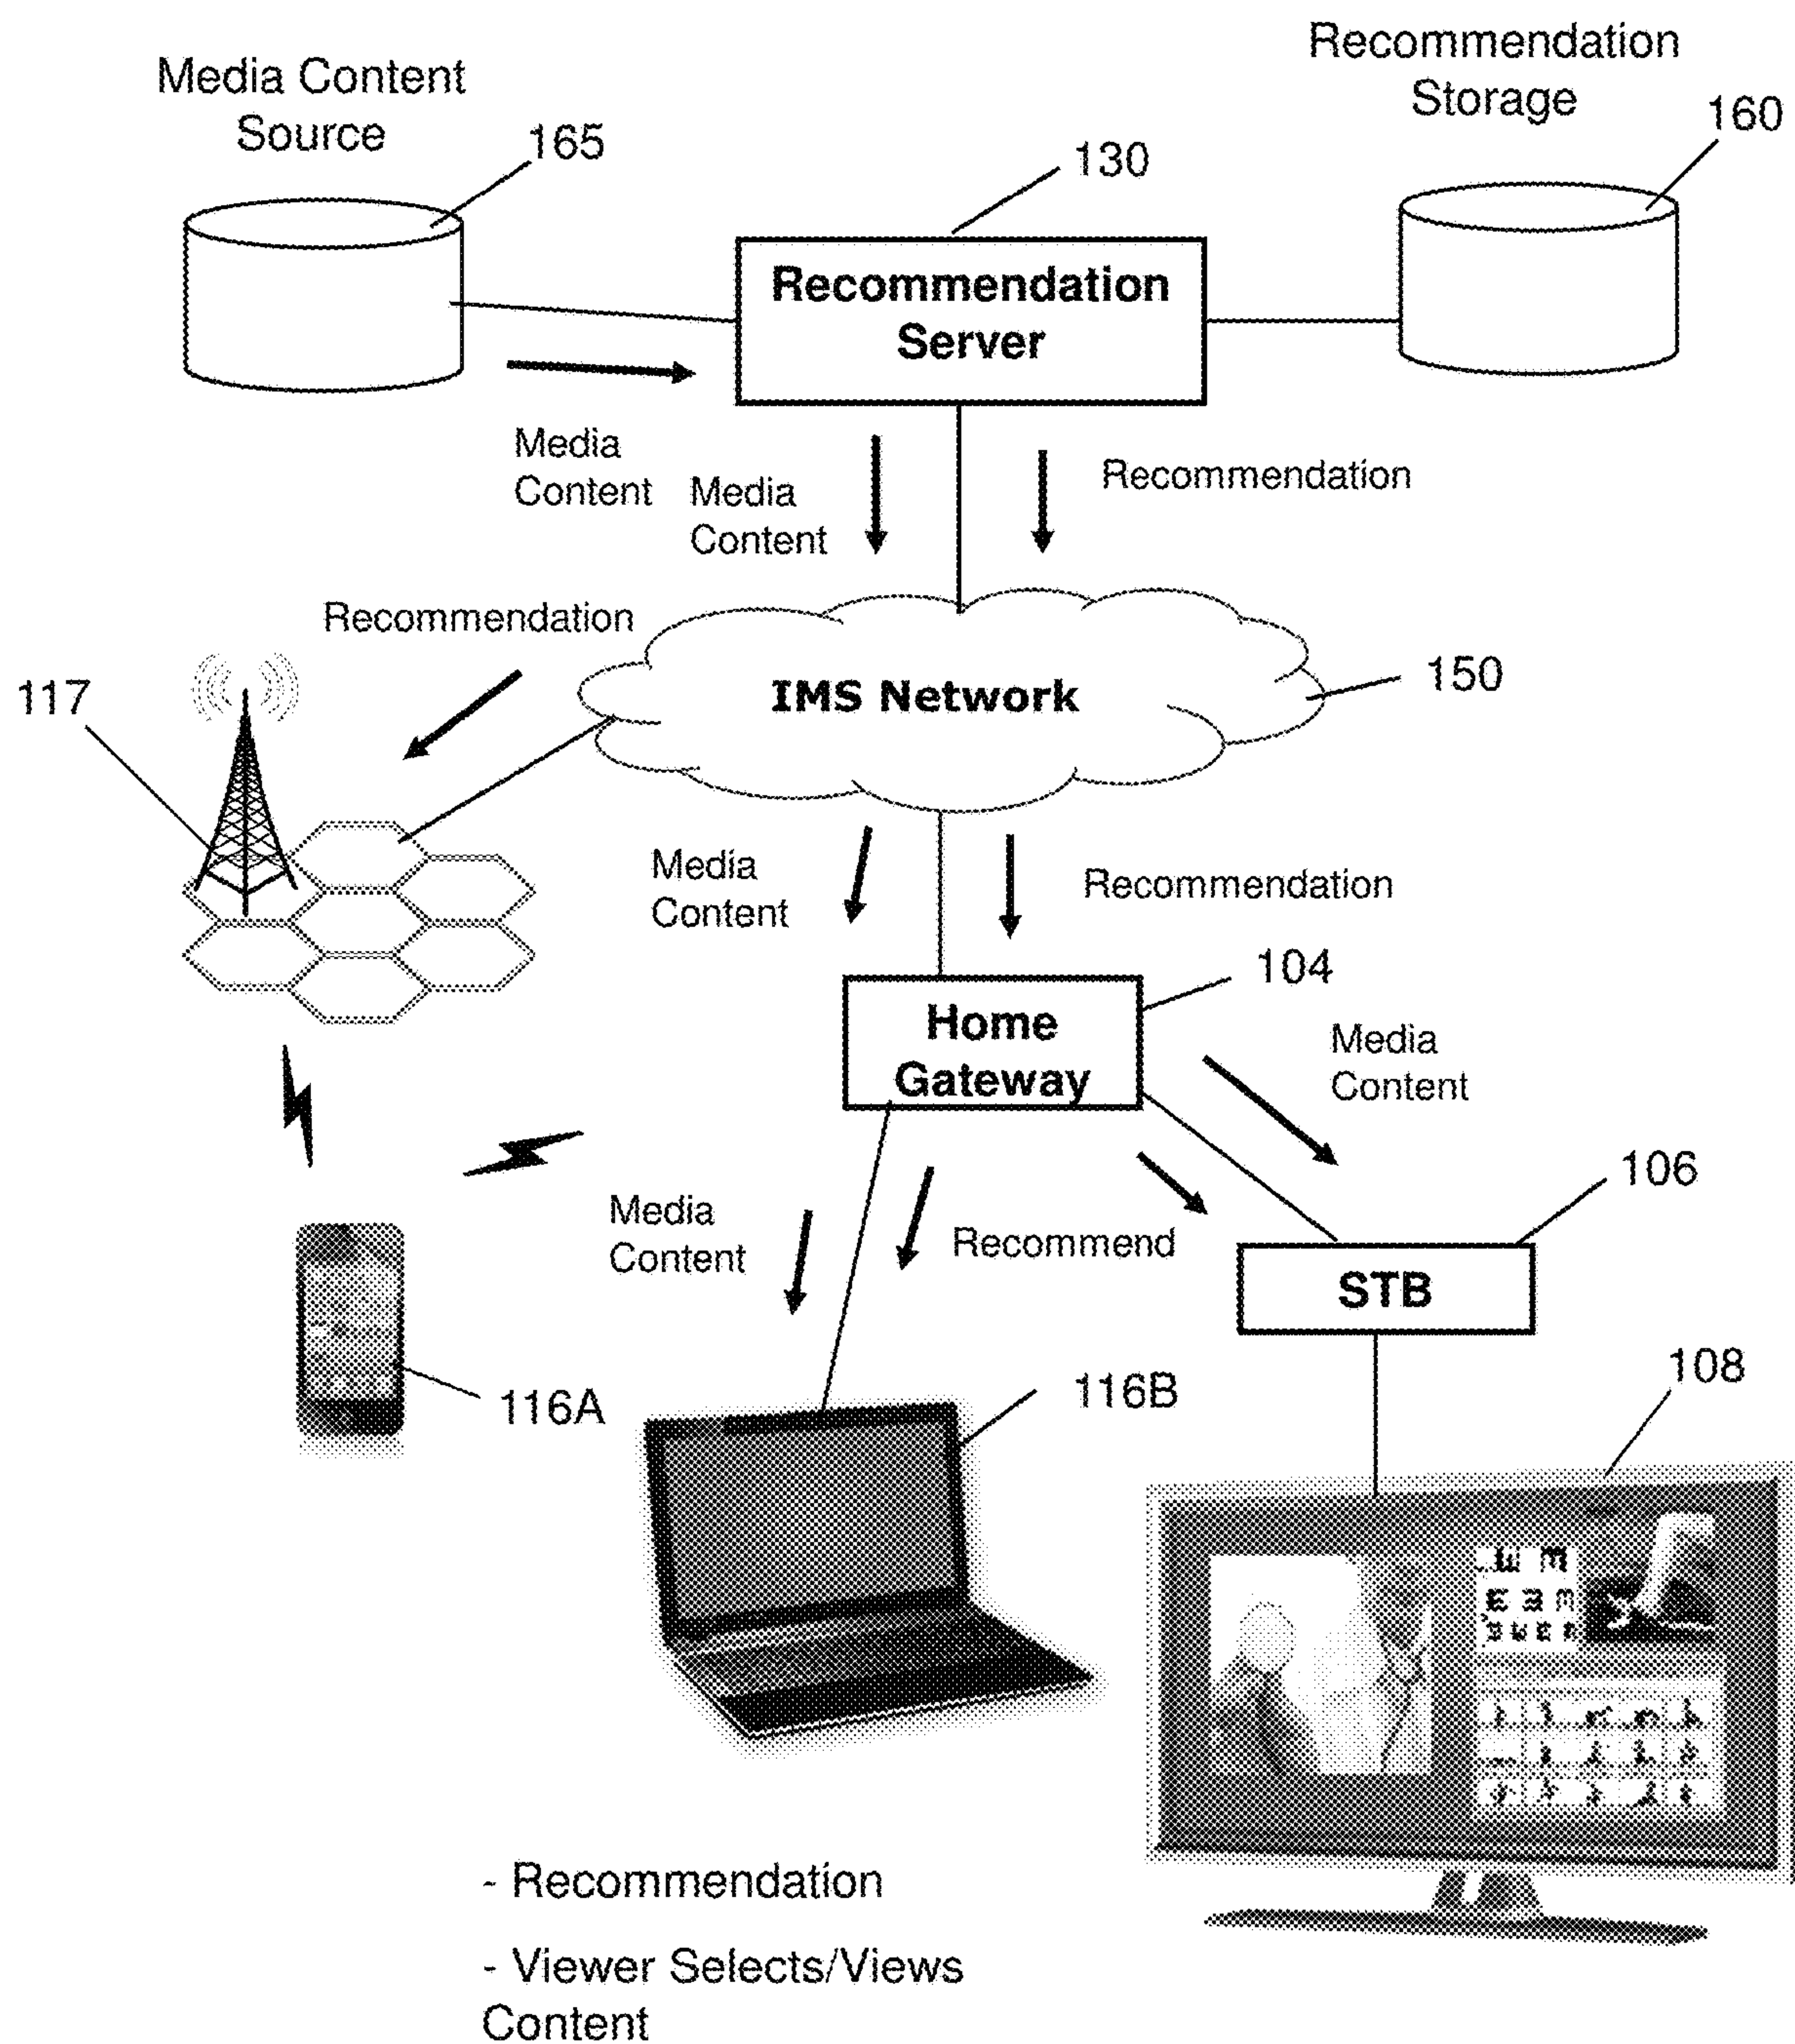 Media Content
Source
165
130
Recommendation
Storage
160
Recommendation
Server
Media
Content
Media
Content
Recommendation
Recommendation
117
IMS Network
150
Media
Content
Recommendation
104
Home
Gateway
Media
Content
106
Media
Content
Recommend
STB
116A
116B
108
- Recommendation
- Viewer Selects/Views
Content